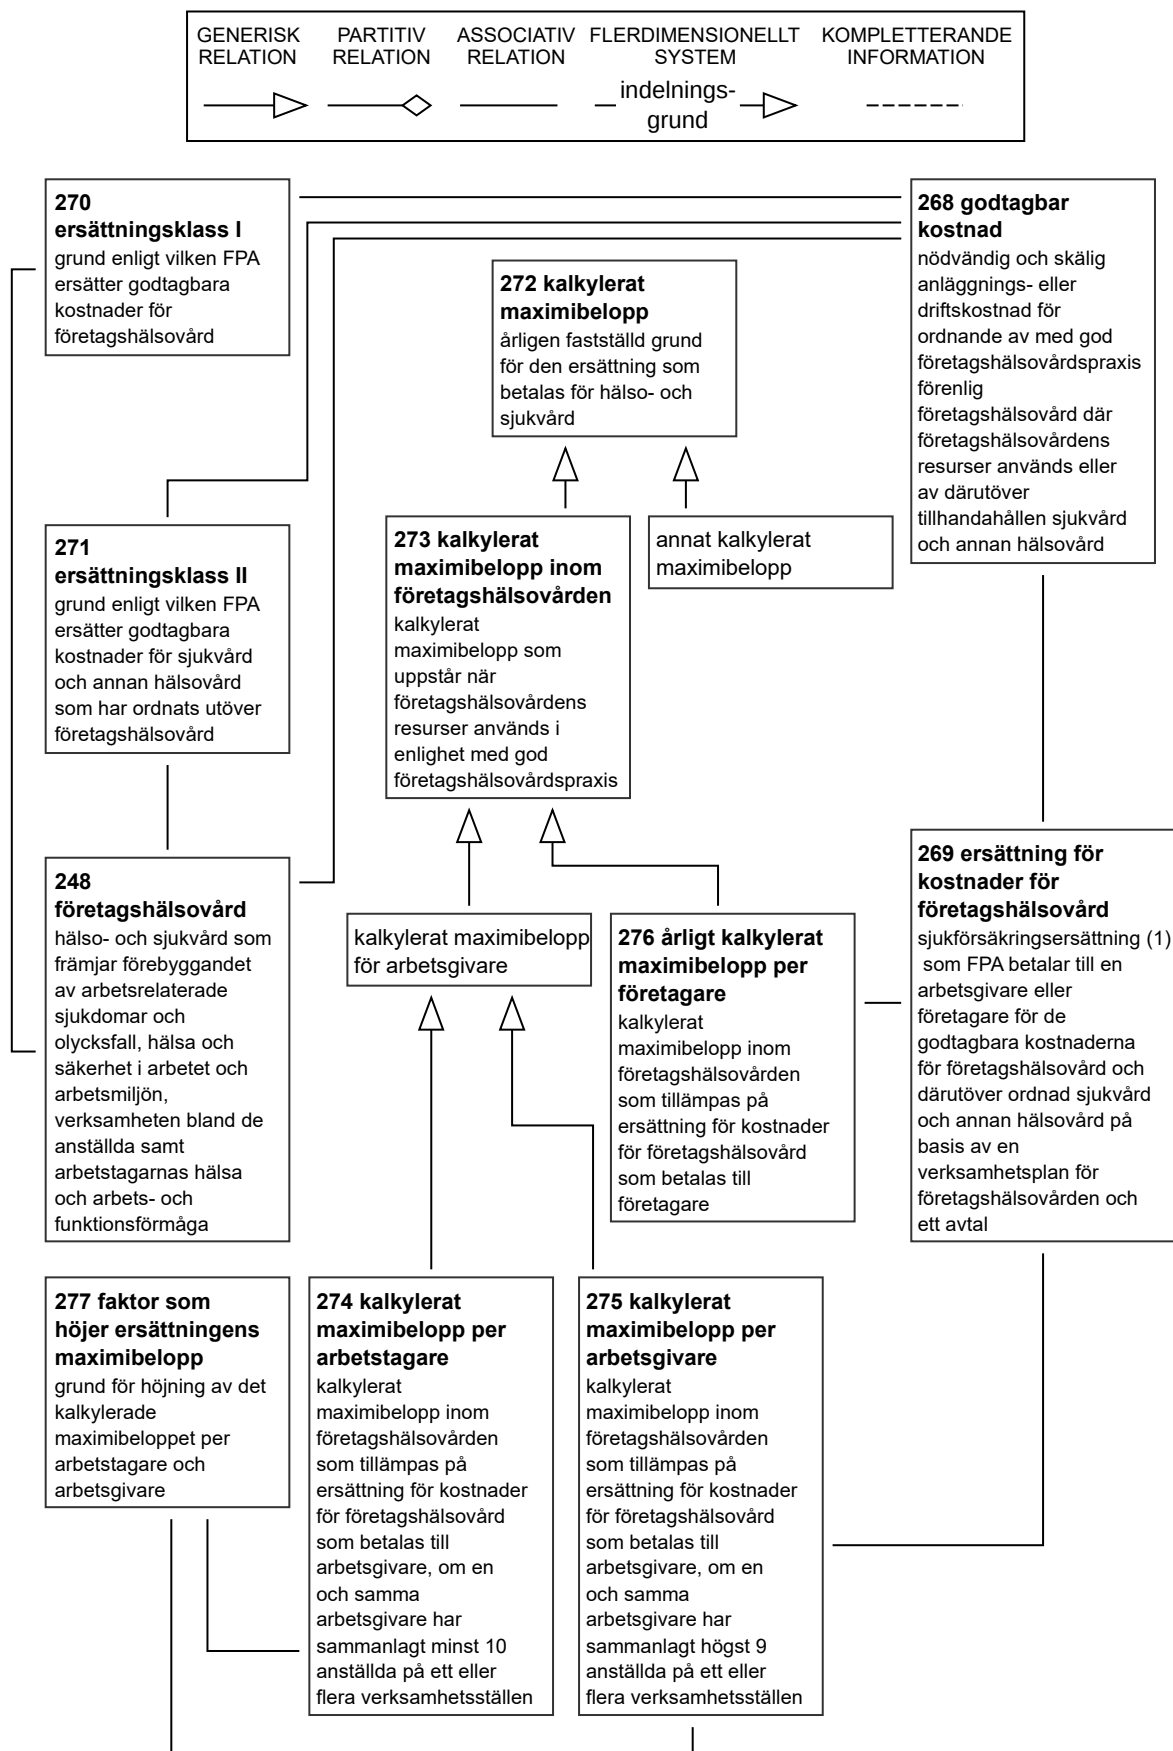 GENERISK
RELATION
PARTITIV
RELATION
ASSOCIATIV
RELATION
FLERDIMENSIONELLT
SYSTEM
indelnings-
grund
KOMPLETTERANDE
INFORMATION
270
ersättningsklass I
grund enligt vilken FPA
ersätter godtagbara
kostnader för
företagshälsovård
268 godtagbar
kostnad
nödvändig och skälig
anläggnings- eller
driftskostnad för
ordnande av med god
företagshälsovårdspraxis
förenlig
företagshälsovård där
företagshälsovårdens
resurser används eller
av därutöver
tillhandahållen sjukvård
och annan hälsovård
272 kalkylerat
maximibelopp
årligen fastställd grund
för den ersättning som
betalas för hälso- och
sjukvård
271
ersättningsklass II
grund enligt vilken FPA
ersätter godtagbara
kostnader för sjukvård
och annan hälsovård
som har ordnats utöver
företagshälsovård
273 kalkylerat
maximibelopp inom
företagshälsovården
kalkylerat
maximibelopp som
uppstår när
företagshälsovårdens
resurser används i
enlighet med god
företagshälsovårdspraxis
annat kalkylerat
maximibelopp
248
företagshälsovård
hälso- och sjukvård som
främjar förebyggandet
av arbetsrelaterade
sjukdomar och
olycksfall, hälsa och
säkerhet i arbetet och
arbetsmiljön,
verksamheten bland de
anställda samt
arbetstagarnas hälsa
och arbets- och
funktionsförmåga
kalkylerat maximibelopp
för arbetsgivare
276 årligt kalkylerat
maximibelopp per
företagare
kalkylerat
maximibelopp inom
företagshälsovården
som tillämpas på
ersättning för kostnader
för företagshälsovård
som betalas till
företagare
269 ersättning för
kostnader för
företagshälsovård
sjukförsäkringsersättning (1)
som FPA betalar till en
arbetsgivare eller
företagare för de
godtagbara kostnaderna
för företagshälsovård och
därutöver ordnad sjukvård
och annan hälsovård på
basis av en
verksamhetsplan för
företagshälsovården och
ett avtal
277 faktor som
höjer ersättningens
maximibelopp
grund för höjning av det
kalkylerade
maximibeloppet per
arbetstagare och
arbetsgivare
274 kalkylerat
maximibelopp per
arbetstagare
kalkylerat
maximibelopp inom
företagshälsovården
som tillämpas på
ersättning för kostnader
för företagshälsovård
som betalas till
arbetsgivare, om en
och samma
arbetsgivare har
sammanlagt minst 10
anställda på ett eller
flera verksamhetsställen
275 kalkylerat
maximibelopp per
arbetsgivare
kalkylerat
maximibelopp inom
företagshälsovården
som tillämpas på
ersättning för kostnader
för företagshälsovård
som betalas till
arbetsgivare, om en
och samma
arbetsgivare har
sammanlagt högst 9
anställda på ett eller
flera verksamhetsställen